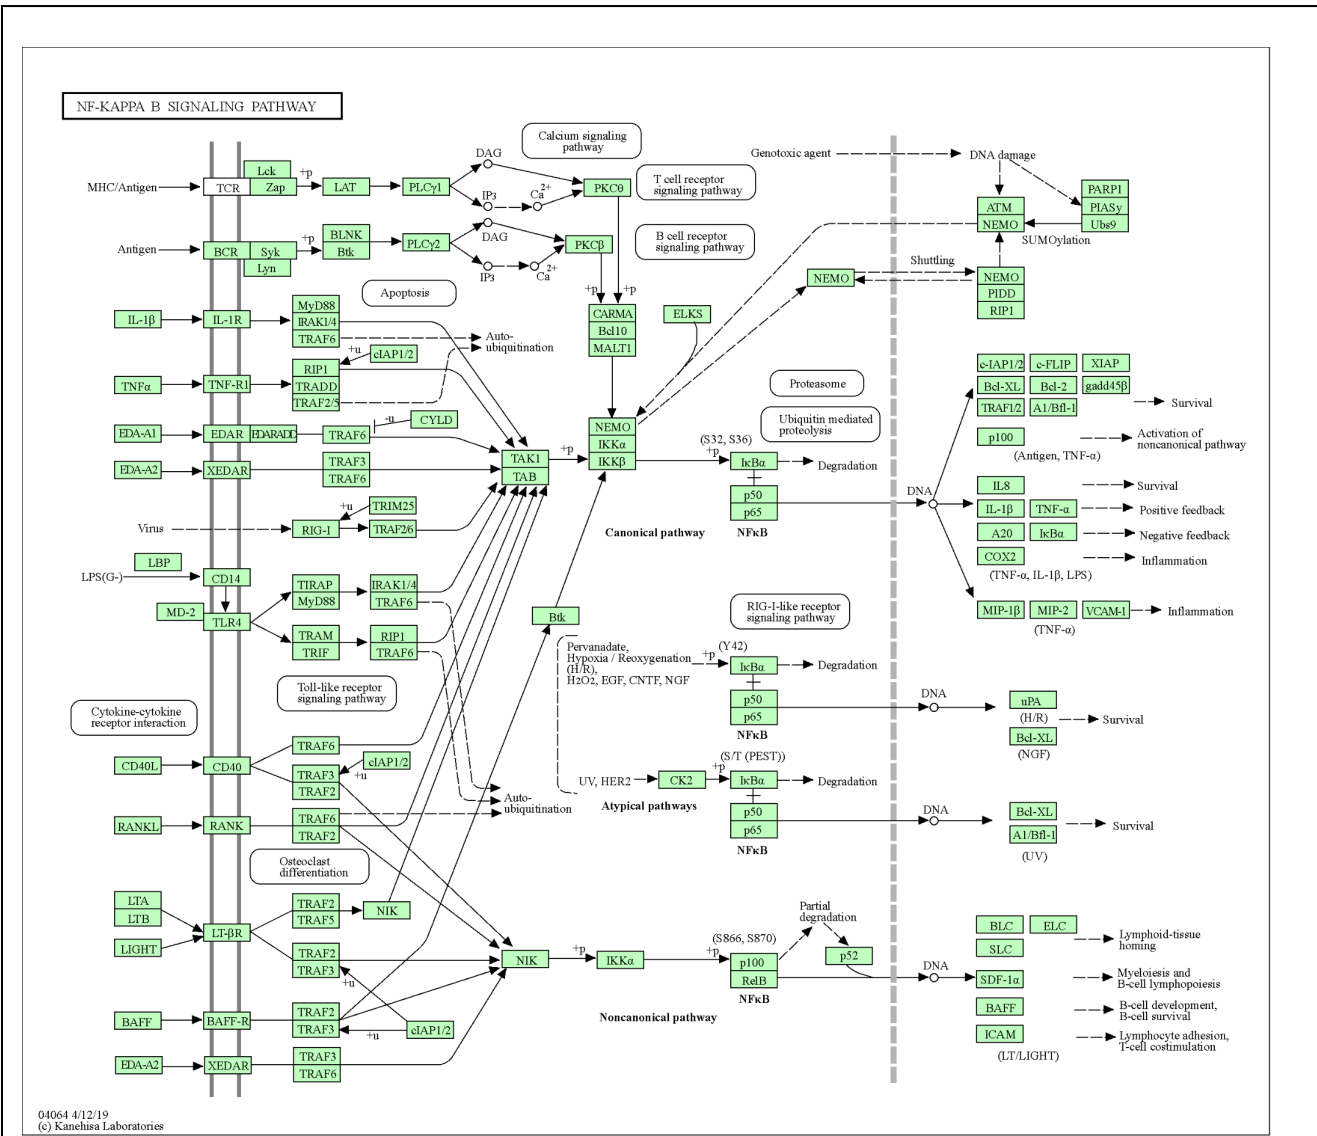 NF-KAPPA B SIGNALING PATHWAY
Calcium signaling
pathway
T cell receptor
signaling pathway
B cell receptor
signaling pathway
Apoptosis
MHC/Antigen
TCR
Lck
Zap
+p
LAT
PLCγ1
DAG
IP3
Ca2+
PKCθ
Antigen
BCR
Syk
Lyn
+p
BLNK
Btk
PLCγ2
DAG
IP3
Ca2+
PKCβ
+p
+p
CARMA
Bcl10
MALT1
ELKS
IL-1β
IL-1R
MyD88
IRAK1/4
TRAF6
Auto-
ubiquitination
TNFα
TNF-R1
RIP1
TRADD
TRAF2/5
+u
cIAP1/2
EDA-A1
EDAR
EDARADD
TRAF6
-u
CYLD
EDA-A2
XEDAR
TRAF3
TRAF6
TAK1
TAB
+p
NEMO
IKKα
IKKβ
Virus
RIG-I
+u
TRIM25
TRAF2/6
LPS(G-)
LBP
CD14
MD-2
TLR4
TIRAP
MyD88
IRAK1/4
TRAF6
TRAM
TRIF
RIP1
TRAF6
Toll-like receptor
signaling pathway
Cytokine-cytokine
receptor interaction
CD40L
CD40
TRAF6
TRAF3
TRAF2
cIAP1/2
+u
RANKL
RANK
TRAF6
TRAF2
Auto-
ubiquitination
Osteoclast
differentiation
LTA
LTB
LIGHT
LT-βR
TRAF2
TRAF5
NIK
TRAF2
TRAF3
+u
BAFF
BAFF-R
TRAF2
TRAF3
+u
cIAP1/2
EDA-A2
XEDAR
TRAF3
TRAF6
Genotoxic agent
DNA damage
ATM
NEMO
PARP1
PIASy
Ubs9
SUMOylation
Shuttling
NEMO
NEMO
PIDD
RIP1
Proteasome
Ubiquitin mediated
proteolysis
(S32, S36)
+p
IκBα
Degradation
p50
p65
NFκB
Canonical pathway
DNA
c-IAP1/2
c-FLIP
XIAP
Bcl-XL
Bcl-2
gadd45β
TRAF1/2
A1/Bfl-1
Survival
p100
Activation of
noncanonical pathway
(Antigen, TNF-α)
IL8
Survival
IL-1β
TNF-α
Positive feedback
A20
IκBα
Negative feedback
COX2
Inflammation
(TNF-α, IL-1β, LPS)
MIP-1β
MIP-2
VCAM-1
Inflammation
(TNF-α)
Btk
RIG-I-like receptor
signaling pathway
Pervanadate,
Hypoxia / Reoxygenation
(H/R),
H2O2, EGF, CNTF, NGF
+p
(Y42)
IκBα
Degradation
p50
p65
NFκB
DNA
uPA
(H/R)
Bcl-XL
(NGF)
Survival
UV, HER2
CK2
(S/T (PEST))
+p
IκBα
Degradation
Atypical pathways
p50
p65
NFκB
DNA
Bcl-XL
A1/Bfl-1
(UV)
Survival
NIK
+p
IKKα
+p
(S866, S870)
p100
RelB
NFκB
Partial
degradation
p52
Noncanonical pathway
DNA
BLC
ELC
SLC
Lymphoid-tissue
homing
SDF-1α
Myeloiesis and
B-cell lymphopoiesis
BAFF
B-cell development,
B-cell survival
ICAM
Lymphocyte adhesion,
T-cell costimulation
(LT/LIGHT)
04064 4/12/19
(c) Kanehisa Laboratories